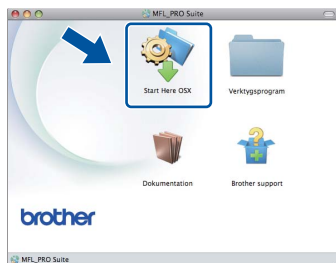 MFL_PRO Suite
Start Here OSX
Verktygsprogram
Dokumentation
Brother support
brother
MFL_PRO Suite